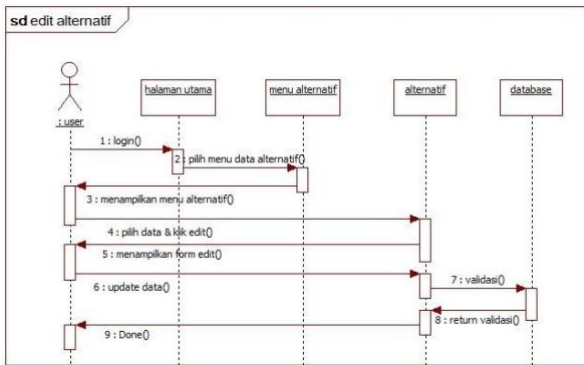 sd edit alternatif
halaman utama
menu alternatif
alternatif
database
: user
1 : login()
2 : pilih menu data alternatif()
3 : menampilkan menu alternatif()
4 : pilih data & klik edit()
5 : menampilkan form edit()
6 : update data()
7 : validasi()
8 : return validasi()
9 : Done()